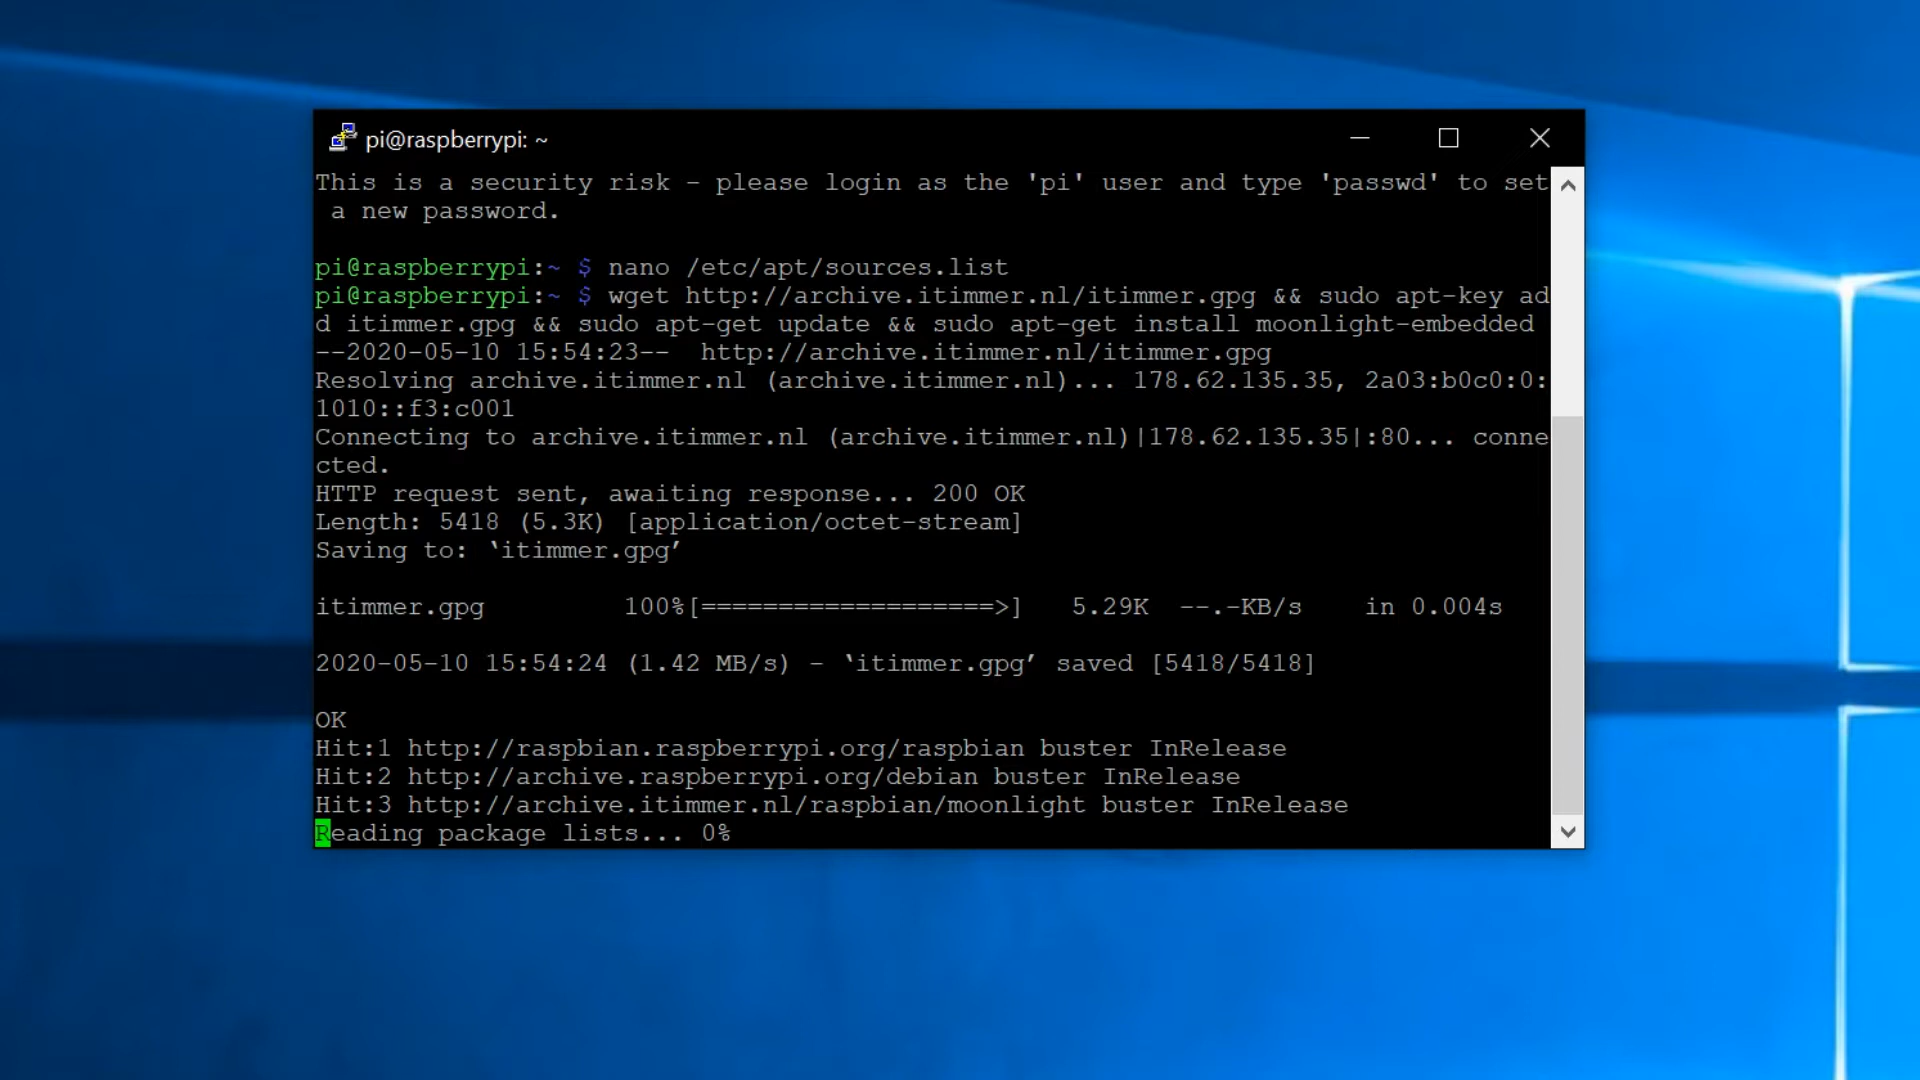 pi@raspberrypi: ~
This is a security risk - please login as the 'pi' user and type 'passwd' to set
a new password.
pi@raspberrypi:~ $ nano /etc/apt/sources.list
pi@raspberrypi:~ $ wget http://archive.itimmer.nl/itimmer.gpg && sudo apt-key ad
d itimmer.gpg && sudo apt-get update && sudo apt-get install moonlight-embedded
--2020-05-10 15:54:23--  http://archive.itimmer.nl/itimmer.gpg
Resolving archive.itimmer.nl (archive.itimmer.nl)... 178.62.135.35, 2a03:b0c0:0:
1010::f3:c001
Connecting to archive.itimmer.nl (archive.itimmer.nl)|178.62.135.35|:80... conne
cted.
HTTP request sent, awaiting response... 200 OK
Length: 5418 (5.3K) [application/octet-stream]
Saving to: ‘itimmer.gpg’
itimmer.gpg         100%[===================>]   5.29K  --.-KB/s    in 0.004s
2020-05-10 15:54:24 (1.42 MB/s) - ‘itimmer.gpg’ saved [5418/5418]
OK
Hit:1 http://raspbian.raspberrypi.org/raspbian buster InRelease
Hit:2 http://archive.raspberrypi.org/debian buster InRelease
Hit:3 http://archive.itimmer.nl/raspbian/moonlight buster InRelease
Reading package lists... 0%